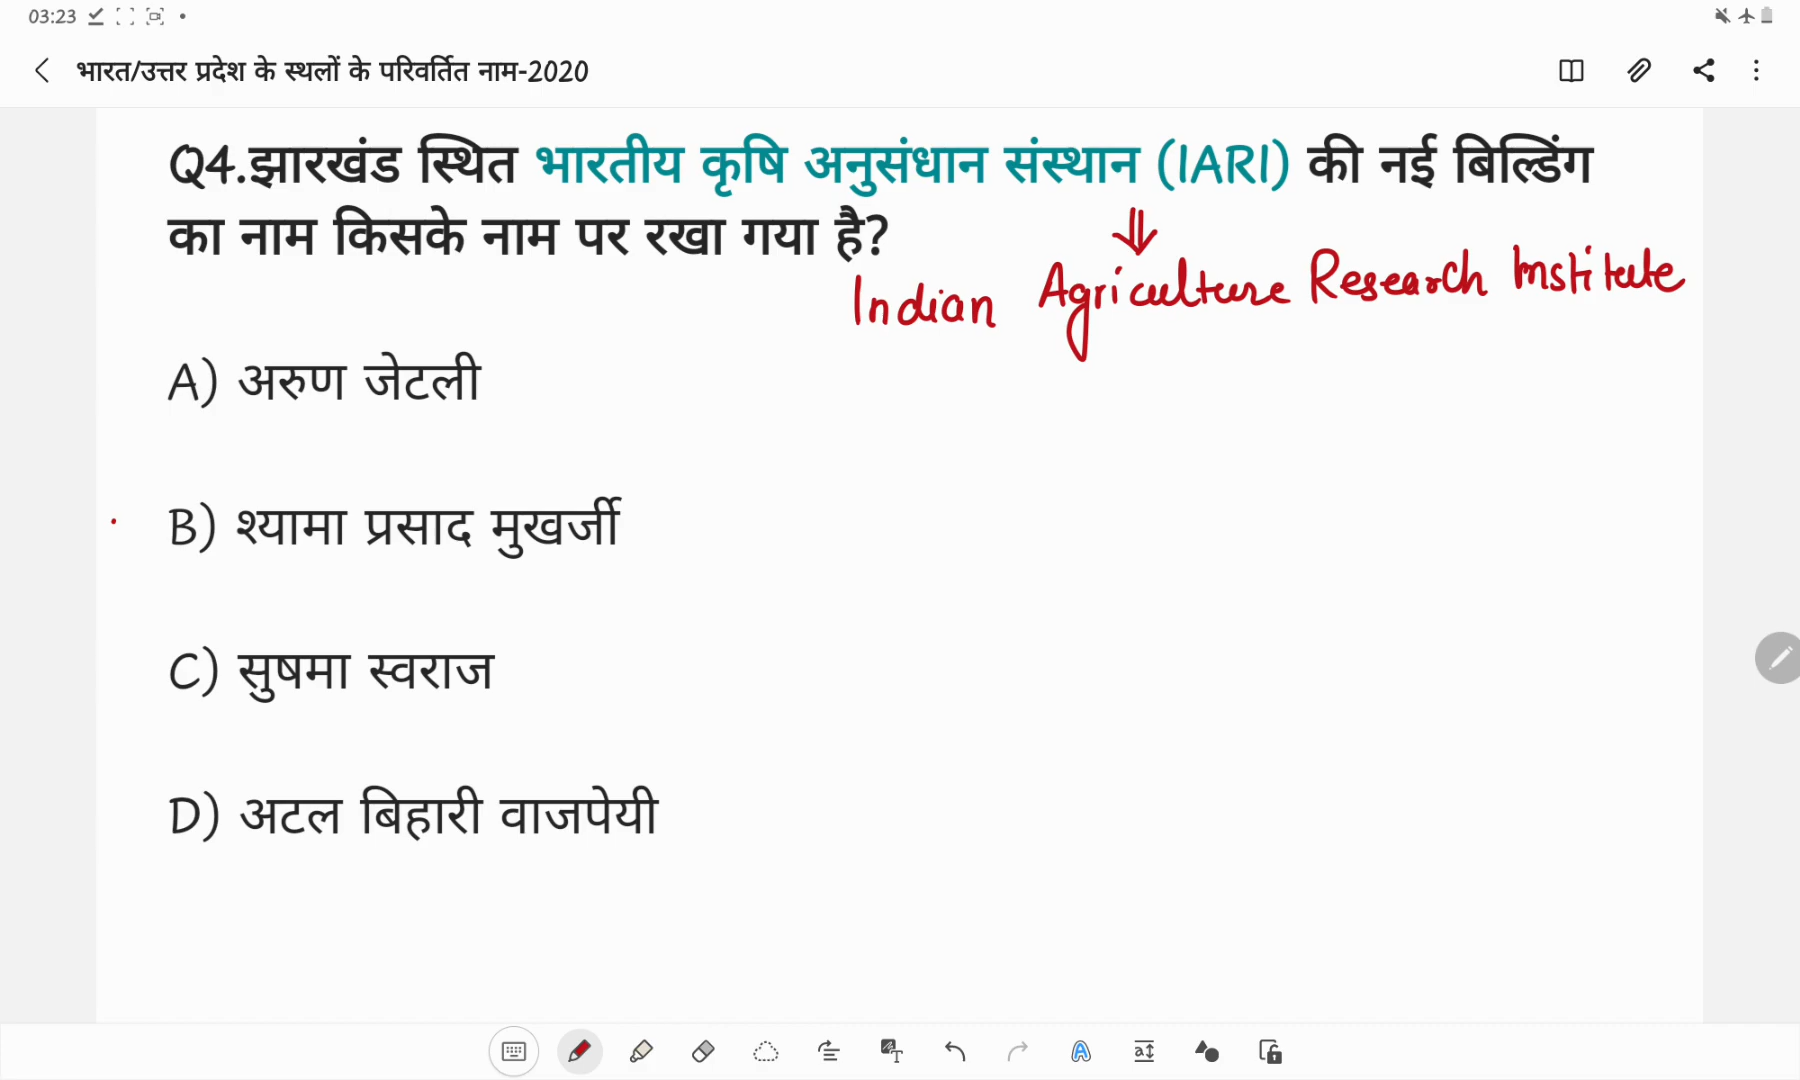 03:23
भारत/उत्तर प्रदेश के स्थलों के परिवर्तित नाम-2020
Q4.झारखंड स्थित भारतीय कृषि अनुसंधान संस्थान (IARI) की नई बिल्डिंग
का नाम किसके नाम पर रखा गया है?
Indian Agriculture Research Institute
A) अरुण जेटली
B) श्यामा प्रसाद मुखर्जी
C) सुषमा स्वराज
D) अटल बिहारी वाजपेयी